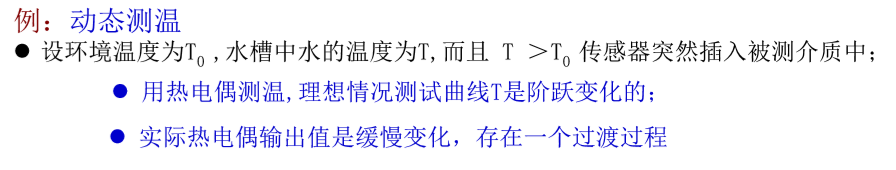 例：动态测温
● 设环境温度为T0 ,水槽中水的温度为T,而且 T ＞T0 传感器突然插入被测介质中;
● 用热电偶测温,理想情况测试曲线T是阶跃变化的;
● 实际热电偶输出值是缓慢变化，存在一个过渡过程